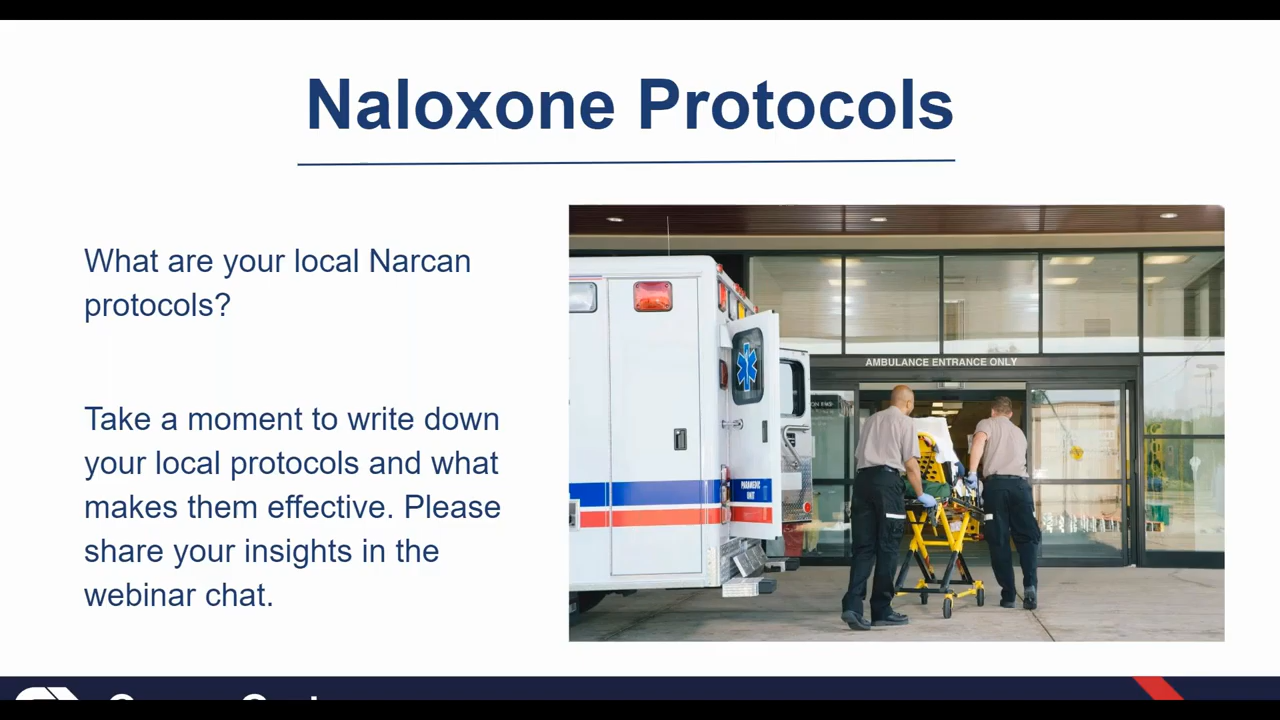 Naloxone Protocols
What are your local Narcan
protocols?
Take a moment to write down
your local protocols and what
makes them effective. Please
share your insights in the
webinar chat.
AMBULANCE ENTRANCE ONLY
PARAMEDIC
UNIT